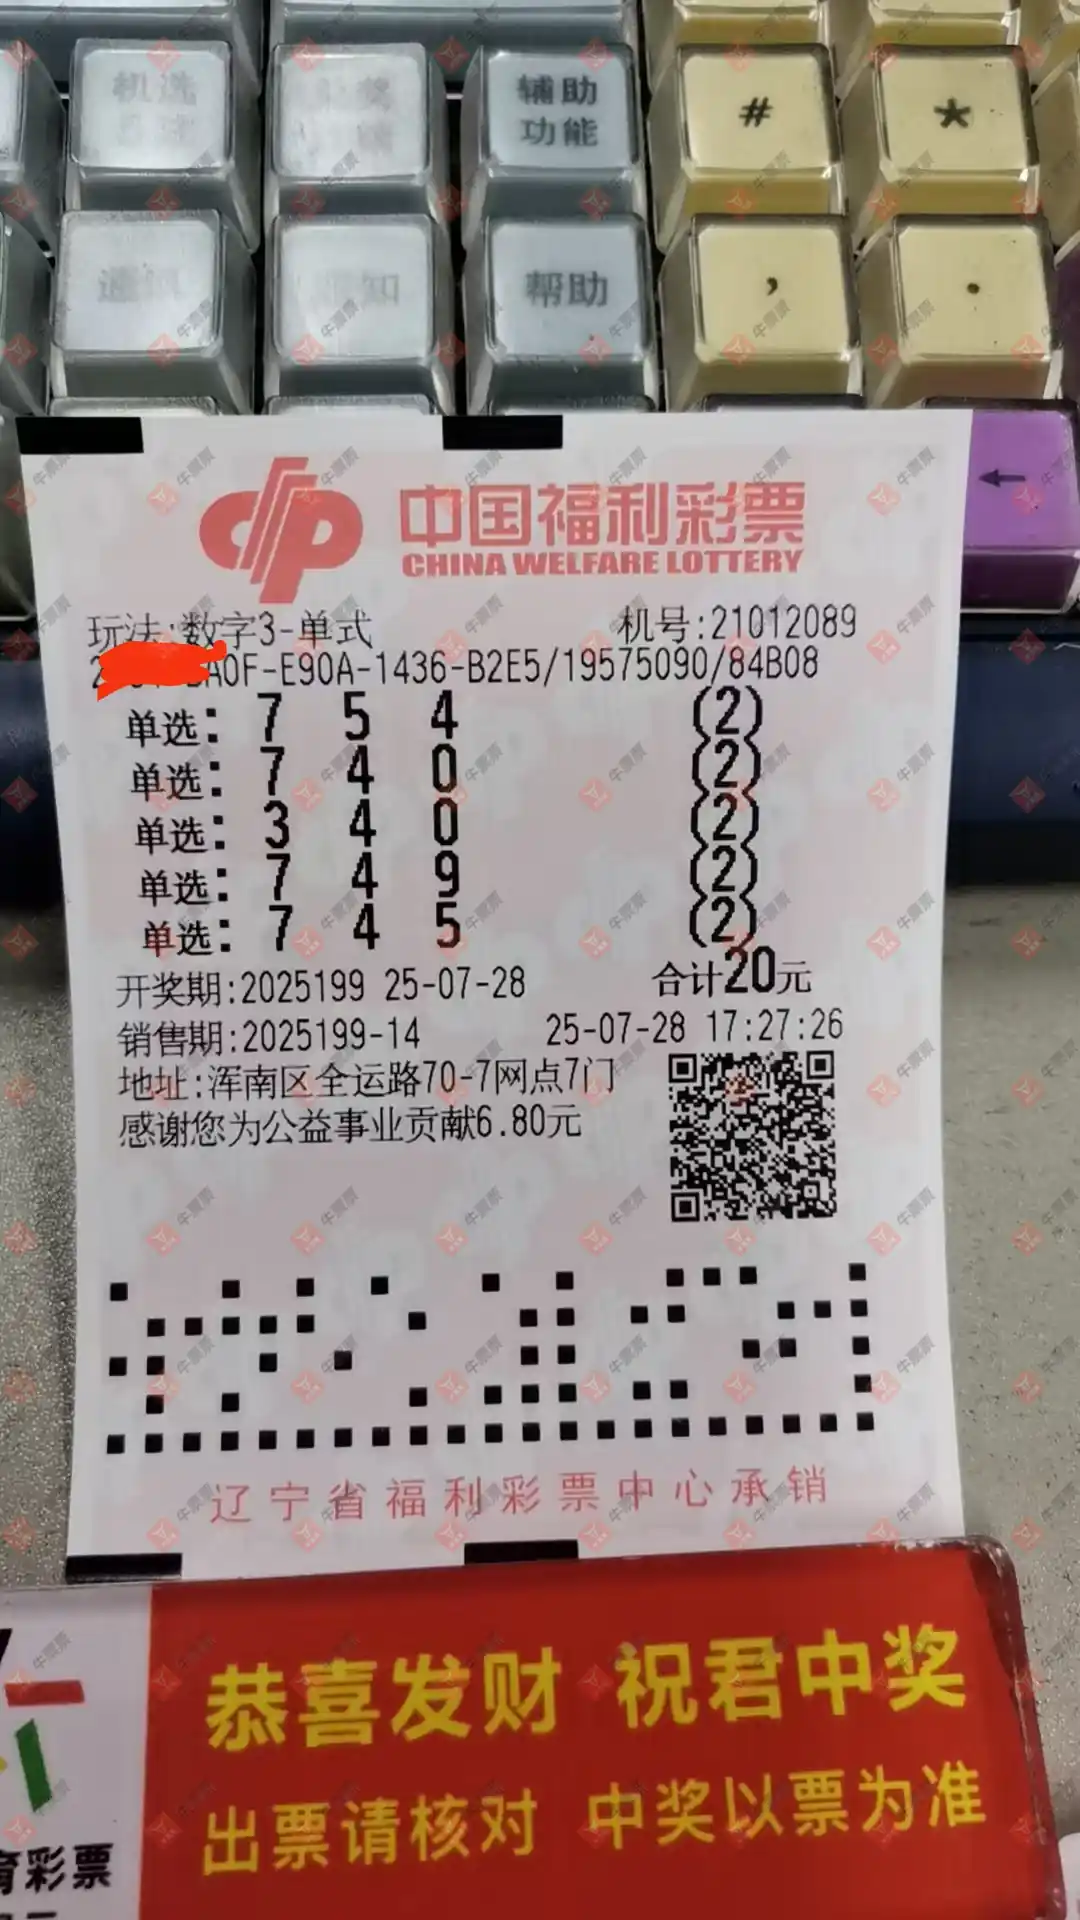 机选
辅助
功能
#
*
通讯
帮助
,
.
←
中国福利彩票
CHINA WELFARE LOTTERY
玩法:数字3-单式 机号:21012089
A0F-E90A-1436-B2E5/19575090/84B08
单选: 7 5 4 (2)
单选: 7 4 0 (2)
单选: 3 4 0 (2)
单选: 7 4 9 (2)
单选: 7 4 5 (2)
开奖期:2025199 25-07-28 合计20元
销售期:2025199-14 25-07-28 17:27:26
地址:浑南区全运路70-7网点7门
感谢您为公益事业贡献6.80元
辽宁省福利彩票中心承销
恭喜发财 祝君中奖
出票请核对 中奖以票为准
育彩票
牛票票